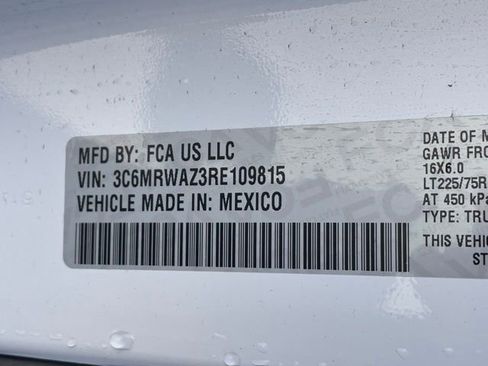 MFD BY: FCA US LLC
VIN: 3C6MRWAZ3RE109815
VEHICLE MADE IN: MEXICO
DATE OF M
GAWR FRO
16X6.0
LT225/75R
AT 450 kPa
TYPE: TRU
THIS VEHIC
ST